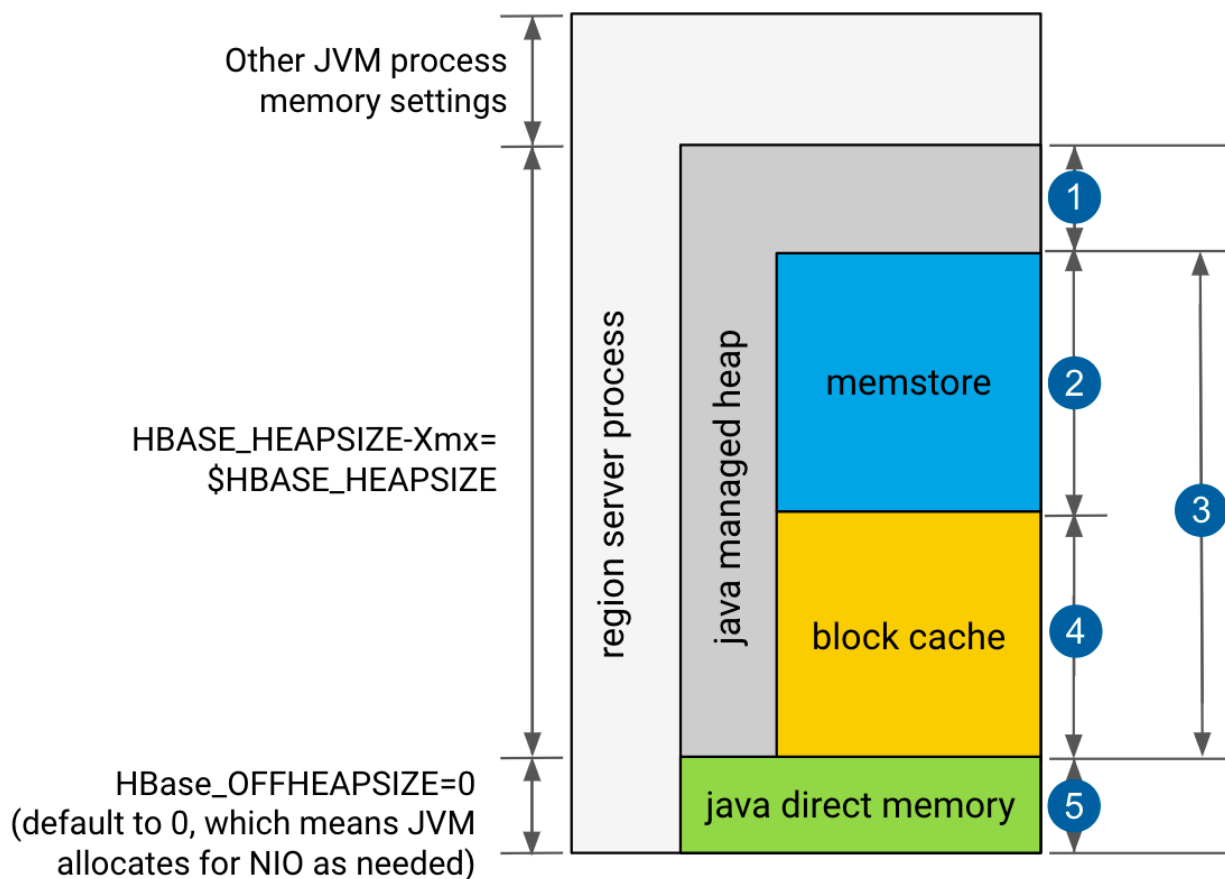 Other JVM process
memory settings
HBASE_HEAPSIZE-Xmx=
$HBASE_HEAPSIZE
HBase_OFFHEAPSIZE=0
(default to 0, which means JVM
allocates for NIO as needed)
region server process
java managed heap
memstore
block cache
java direct memory
1
2
3
4
5